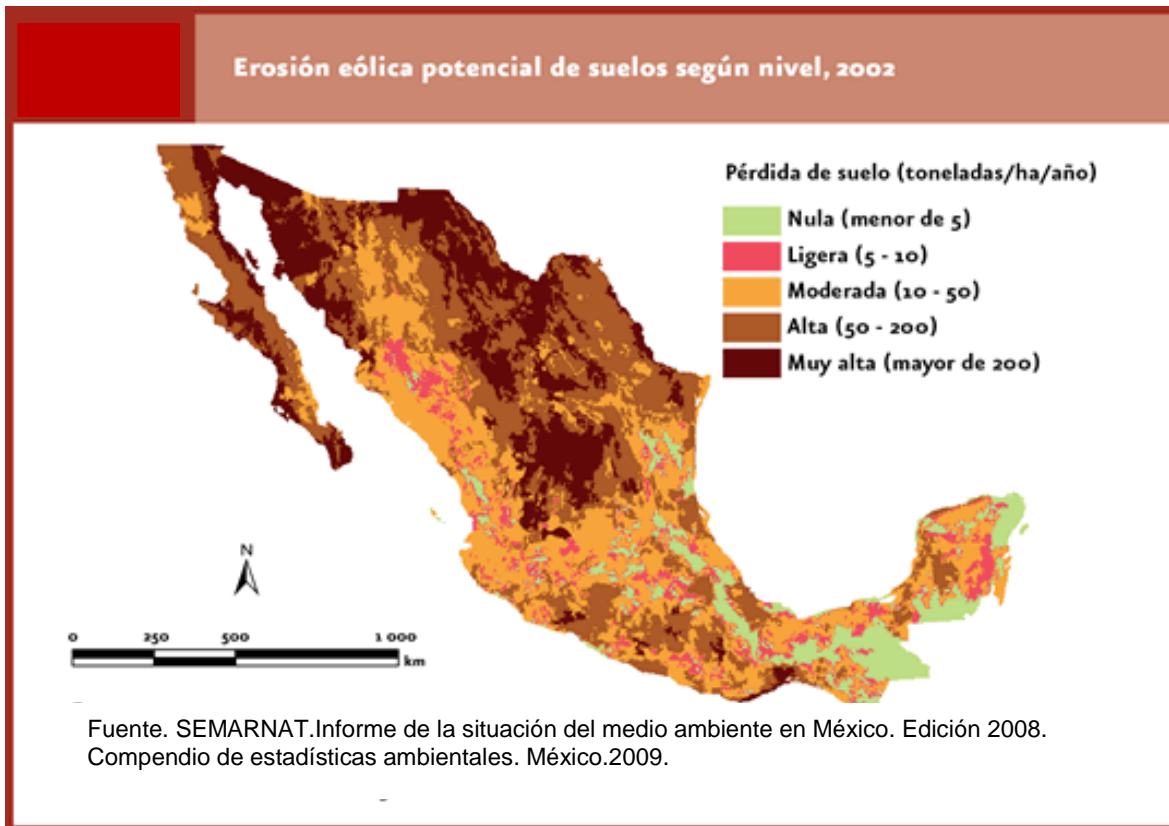 Erosión eólica potencial de suelos según nivel, 2002
Pérdida de suelo (toneladas/ha/año)
Nula (menor de 5)
Ligera (5 - 10)
Moderada (10 - 50)
Alta (50 - 200)
Muy alta (mayor de 200)
N
0 250 500 1 000
km
Fuente. SEMARNAT.Informe de la situación del medio ambiente en México. Edición 2008.
Compendio de estadísticas ambientales. México.2009.